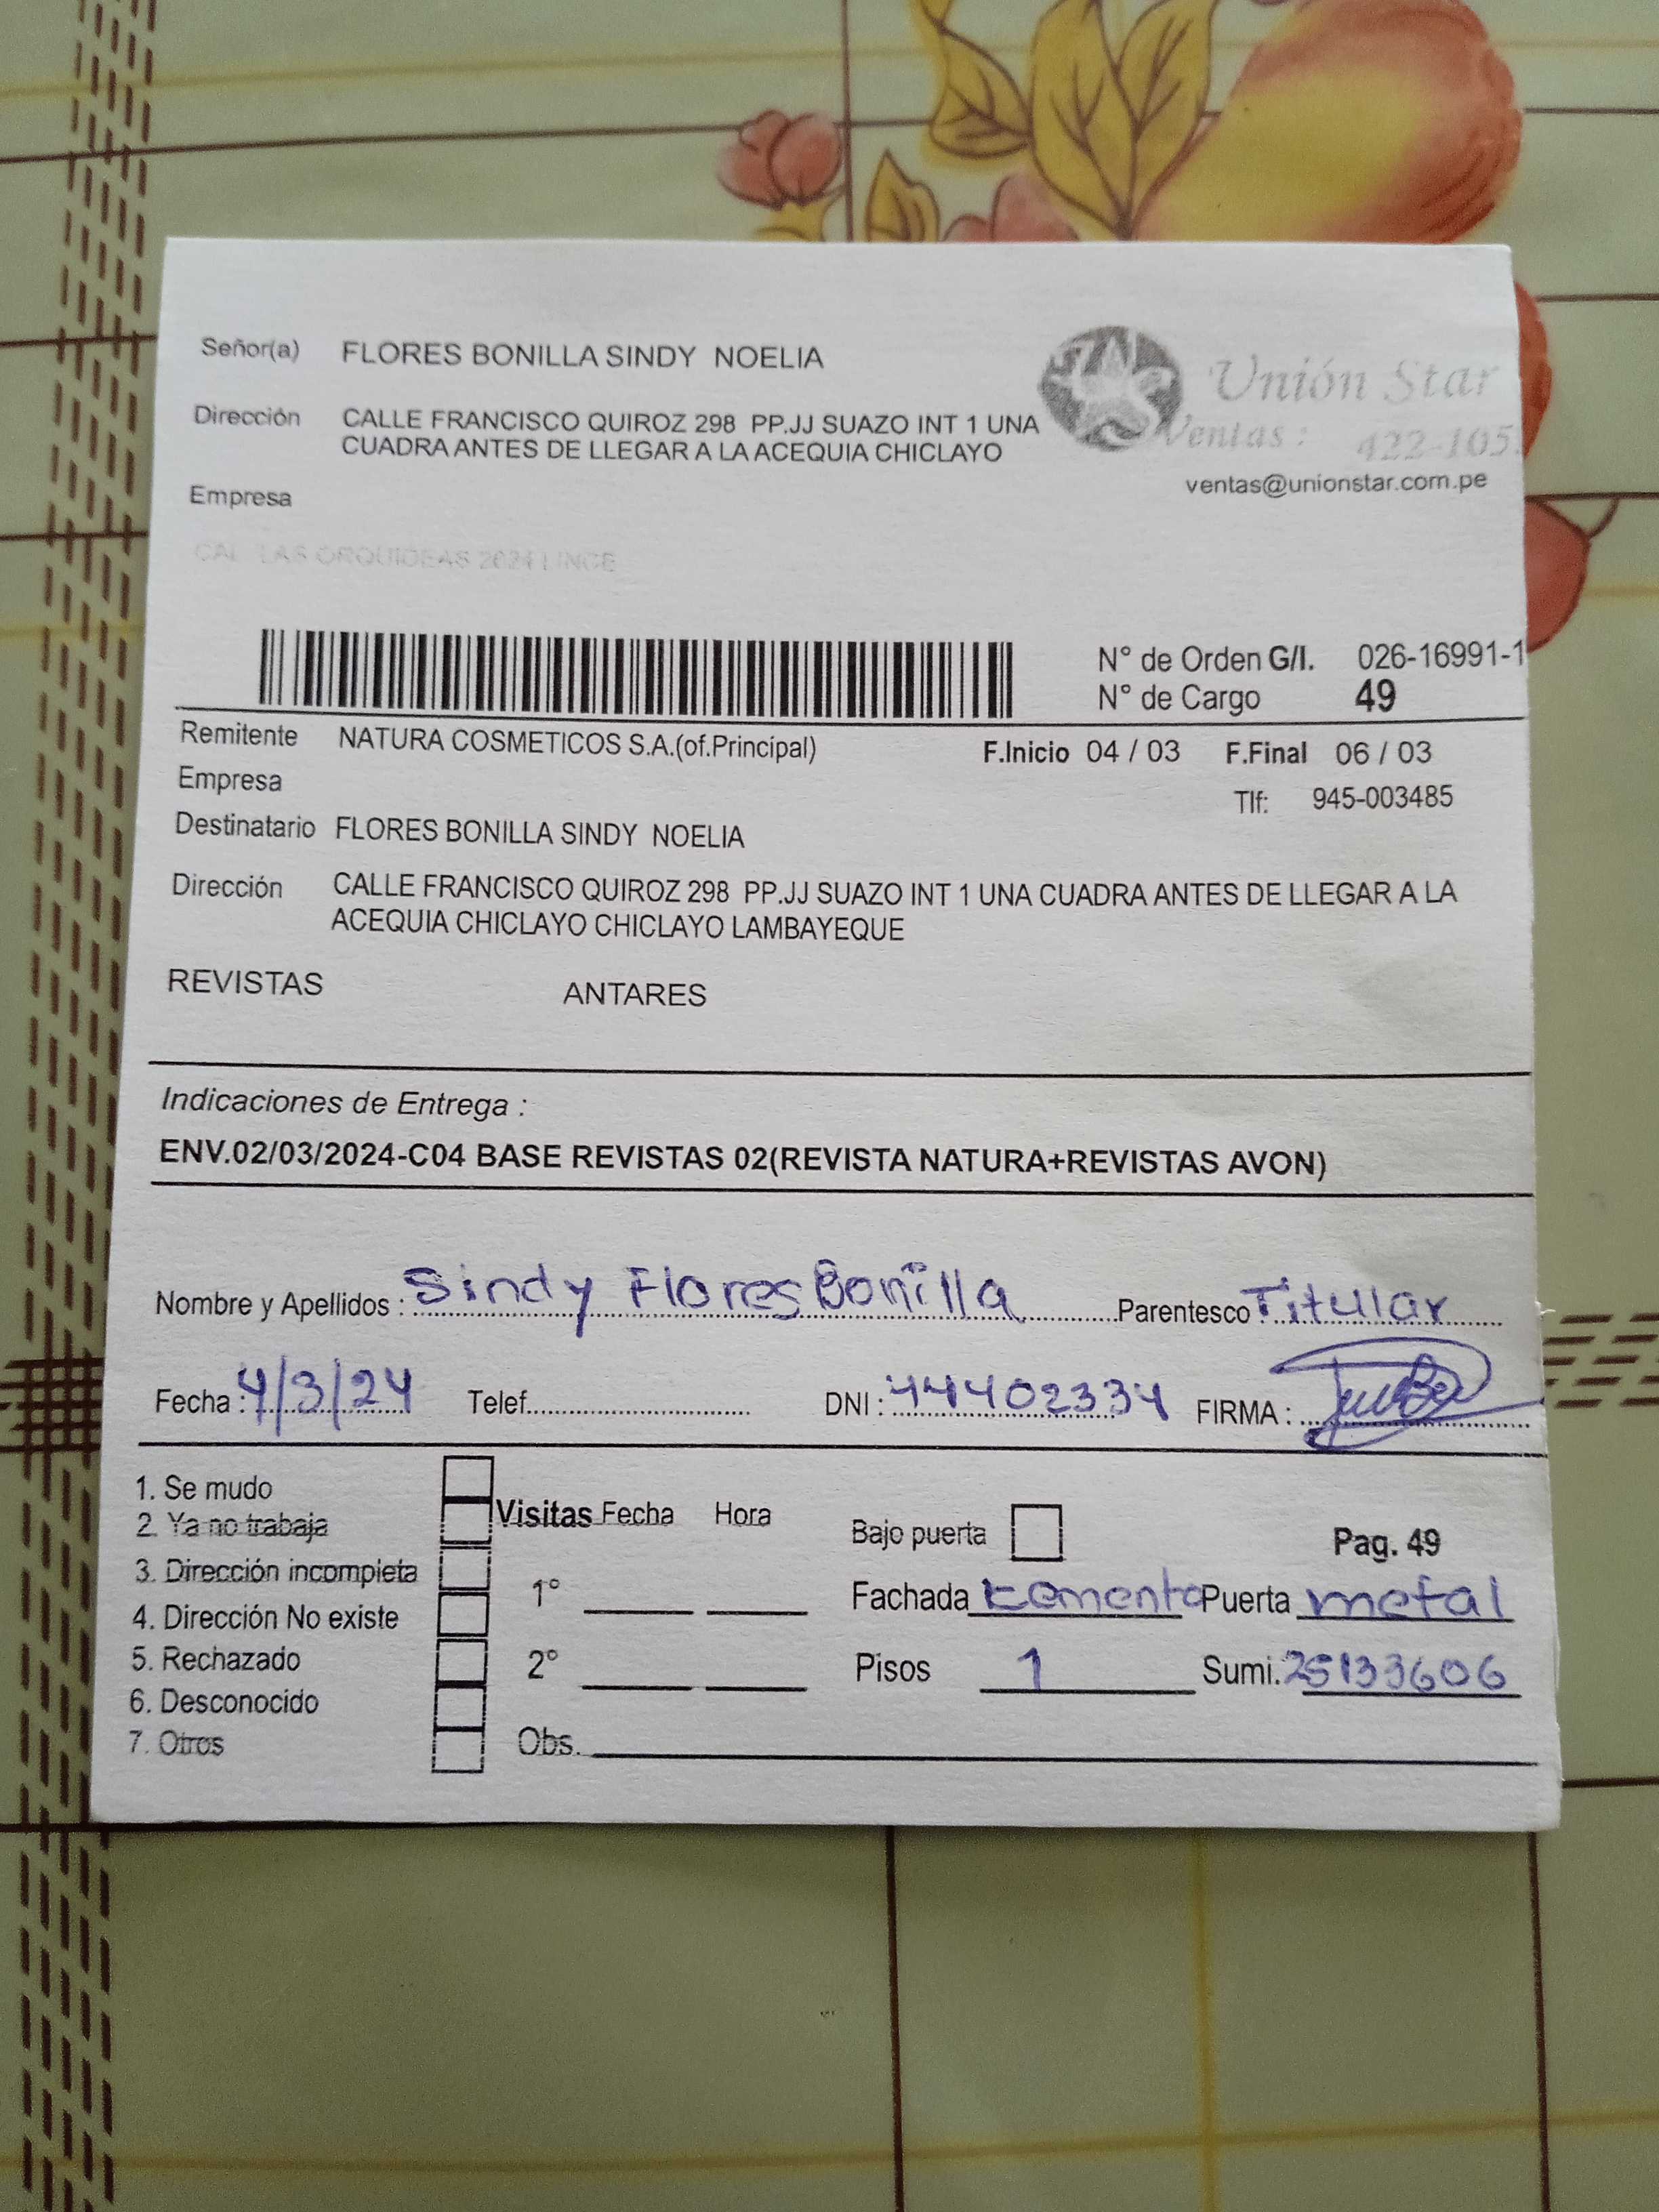 Señor(a) FLORES BONILLA SINDY NOELIA
Unión Star
Dirección CALLE FRANCISCO QUIROZ 298 PP.JJ SUAZO INT 1 UNA
CUADRA ANTES DE LLEGAR A LA ACEQUIA CHICLAYO
Ventas : 422-105
ventas@unionstar.com.pe
Empresa
CAL LAS ORQUIDEAS 2624 LINCE
N° de Orden G/I. 026-16991-1
N° de Cargo 49
Remitente NATURA COSMETICOS S.A.(of.Principal) F.Inicio 04 / 03 F.Final 06 / 03
Empresa
Tlf: 945-003485
Destinatario FLORES BONILLA SINDY NOELIA
Dirección CALLE FRANCISCO QUIROZ 298 PP.JJ SUAZO INT 1 UNA CUADRA ANTES DE LLEGAR A LA
ACEQUIA CHICLAYO CHICLAYO LAMBAYEQUE
REVISTAS ANTARES
Indicaciones de Entrega :
ENV.02/03/2024-C04 BASE REVISTAS 02(REVISTA NATURA+REVISTAS AVON)
Nombre y Apellidos : Sindy Flores Bonilla Parentesco Titular
Fecha : 4/3/24 Telef. DNI : 44402334 FIRMA :
1. Se mudo
2. Ya no trabaja
3. Dirección incompleta
4. Dirección No existe
5. Rechazado
6. Desconocido
7. Otros
Visitas Fecha Hora
1°
2°
Obs.
Bajo puerta Pag. 49
Fachada cemento Puerta metal
Pisos 1 Sumi. 25133606